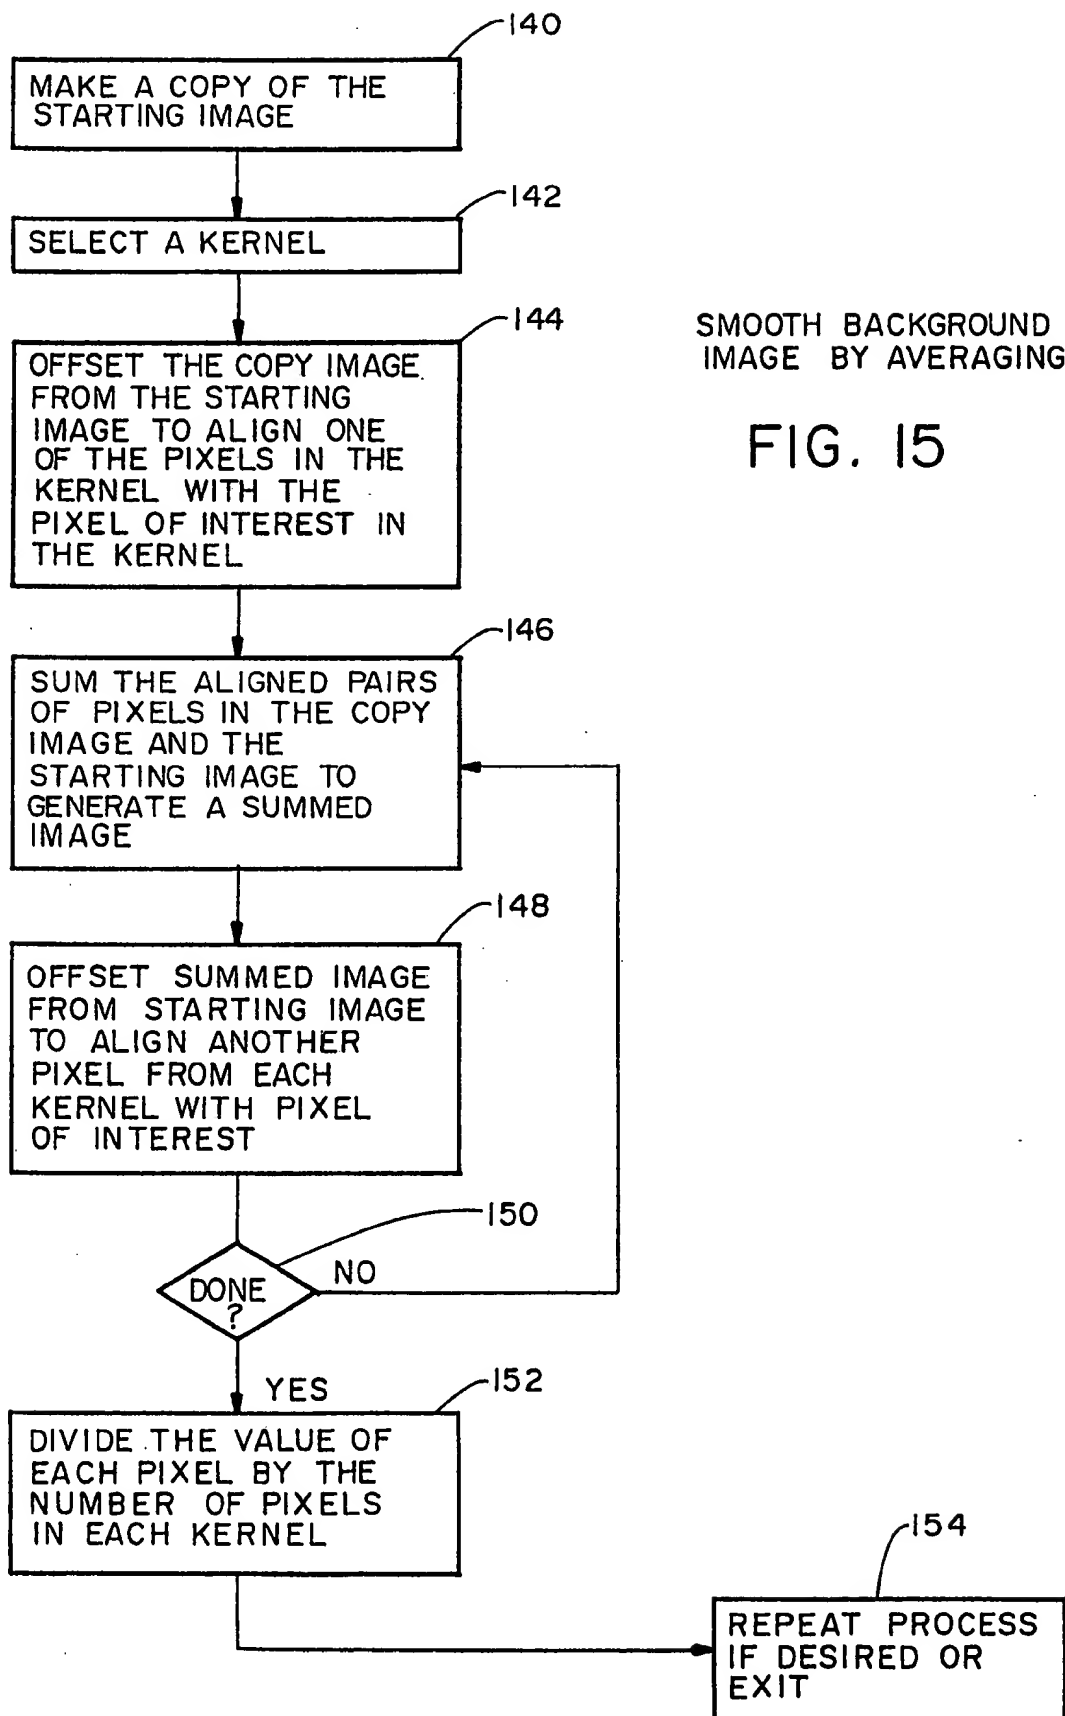 140
MAKE A COPY OF THE
STARTING IMAGE
142
SELECT A KERNEL
144
OFFSET THE COPY IMAGE
FROM THE STARTING
IMAGE TO ALIGN ONE
OF THE PIXELS IN THE
KERNEL WITH THE
PIXEL OF INTEREST IN
THE KERNEL
SMOOTH BACKGROUND
IMAGE BY AVERAGING
FIG. 15
146
SUM THE ALIGNED PAIRS
OF PIXELS IN THE COPY
IMAGE AND THE
STARTING IMAGE TO
GENERATE A SUMMED
IMAGE
148
OFFSET SUMMED IMAGE
FROM STARTING IMAGE
TO ALIGN ANOTHER
PIXEL FROM EACH
KERNEL WITH PIXEL
OF INTEREST
150
DONE
?
NO
YES
152
DIVIDE THE VALUE OF
EACH PIXEL BY THE
NUMBER OF PIXELS
IN EACH KERNEL
154
REPEAT PROCESS
IF DESIRED OR
EXIT